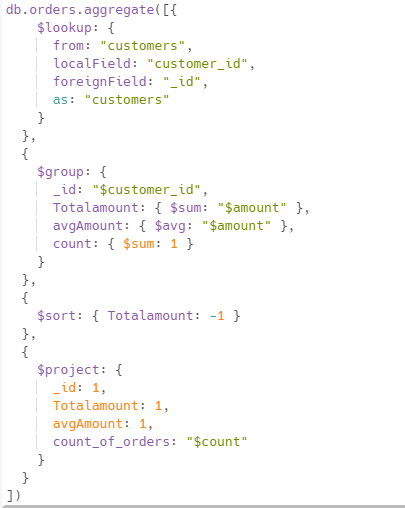 db.orders.aggregate([{
    $lookup: {
      from: "customers",
      localField: "customer_id",
      foreignField: "_id",
      as: "customers"
    }
  },
  {
    $group: {
      _id: "$customer_id",
      Totalamount: { $sum: "$amount" },
      avgAmount: { $avg: "$amount" },
      count: { $sum: 1 }
    }
  },
  {
    $sort: { Totalamount: -1 }
  },
  {
    $project: {
      _id: 1,
      Totalamount: 1,
      avgAmount: 1,
      count_of_orders: "$count"
    }
  }
])